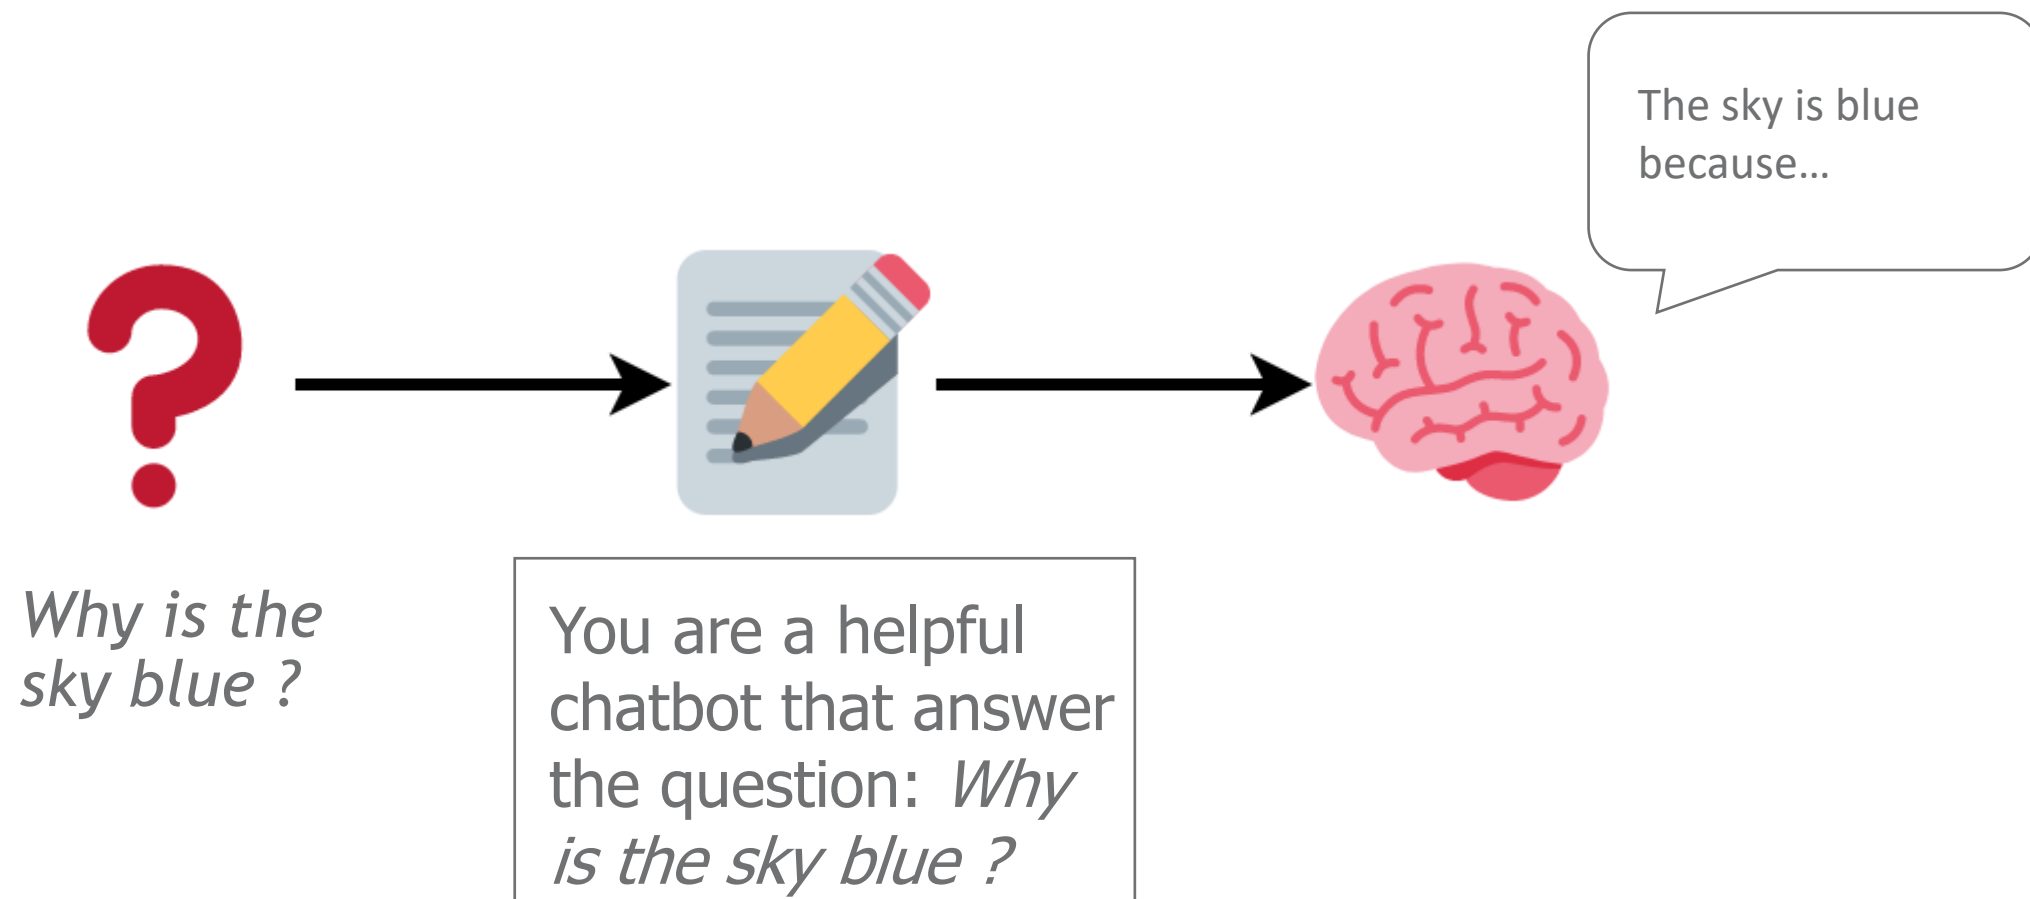 The sky is blue
because…
Why is the
sky blue ?
You are a helpful
chatbot that answer
the question: Why
is the sky blue ?